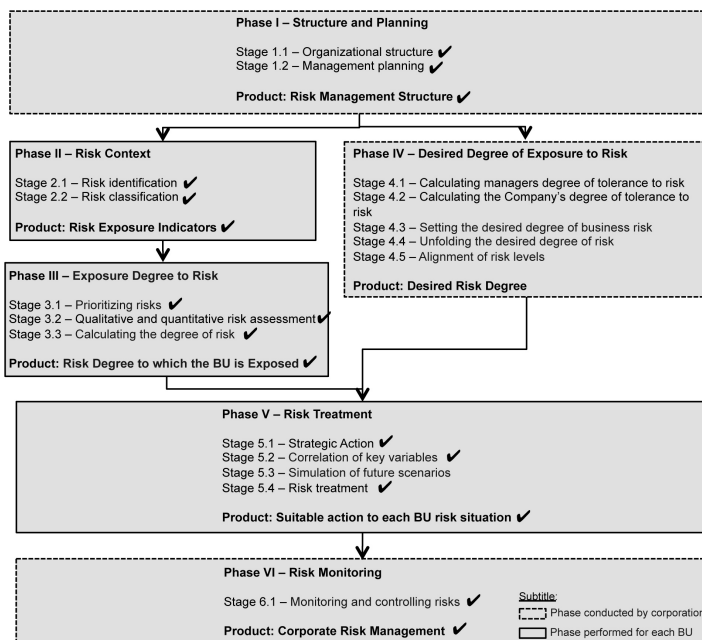 Phase I – Structure and Planning
Stage 1.1 – Organizational structure ✔
Stage 1.2 – Management planning ✔
Product: Risk Management Structure ✔
Phase II – Risk Context
Stage 2.1 – Risk identification ✔
Stage 2.2 – Risk classification ✔
Product: Risk Exposure Indicators ✔
Phase IV – Desired Degree of Exposure to Risk
Stage 4.1 – Calculating managers degree of tolerance to risk
Stage 4.2 – Calculating the Company's degree of tolerance to
risk
Stage 4.3 – Setting the desired degree of business risk
Stage 4.4 – Unfolding the desired degree of risk
Stage 4.5 – Alignment of risk levels
Product: Desired Risk Degree
Phase III – Exposure Degree to Risk
Stage 3.1 – Prioritizing risks ✔
Stage 3.2 – Qualitative and quantitative risk assessment ✔
Stage 3.3 – Calculating the degree of risk ✔
Product: Risk Degree to which the BU is Exposed ✔
Phase V – Risk Treatment
Stage 5.1 – Strategic Action ✔
Stage 5.2 – Correlation of key variables ✔
Stage 5.3 – Simulation of future scenarios
Stage 5.4 – Risk treatment ✔
Product: Suitable action to each BU risk situation ✔
Phase VI – Risk Monitoring
Stage 6.1 – Monitoring and controlling risks ✔
Product: Corporate Risk Management ✔
Subtitle:
Phase conducted by corporation
Phase performed for each BU